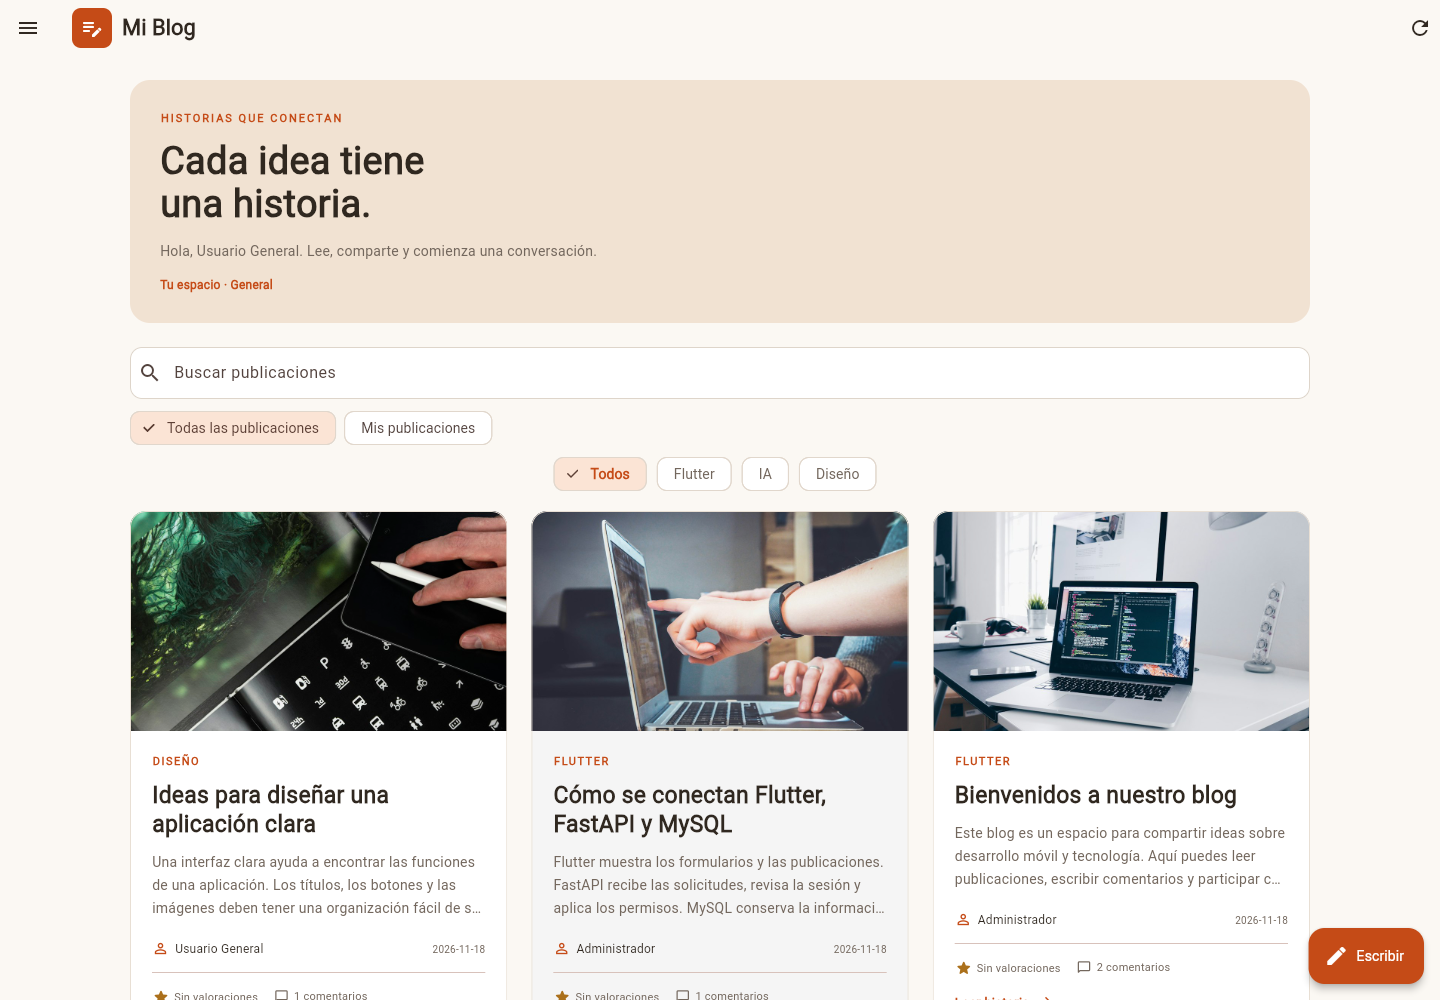 Mi Blog
HISTORIAS QUE CONECTAN
Cada idea tiene
una historia.
Hola, Usuario General. Lee, comparte y comienza una conversación.
Tu espacio · General
Buscar publicaciones
Todas las publicaciones
Mis publicaciones
Todos
Flutter
IA
Diseño
DISEÑO
Ideas para diseñar una
aplicación clara
Una interfaz clara ayuda a encontrar las funciones
de una aplicación. Los títulos, los botones y las
imágenes deben tener una organización fácil de s…
Usuario General
2026-11-18
Sin valoraciones
1 comentarios
FLUTTER
Cómo se conectan Flutter,
FastAPI y MySQL
Flutter muestra los formularios y las publicaciones.
FastAPI recibe las solicitudes, revisa la sesión y
aplica los permisos. MySQL conserva la informaci…
Administrador
2026-11-18
Sin valoraciones
1 comentarios
FLUTTER
Bienvenidos a nuestro blog
Este blog es un espacio para compartir ideas sobre
desarrollo móvil y tecnología. Aquí puedes leer
publicaciones, escribir comentarios y participar c…
Administrador
2026-11-18
Sin valoraciones
2 comentarios
Escribir